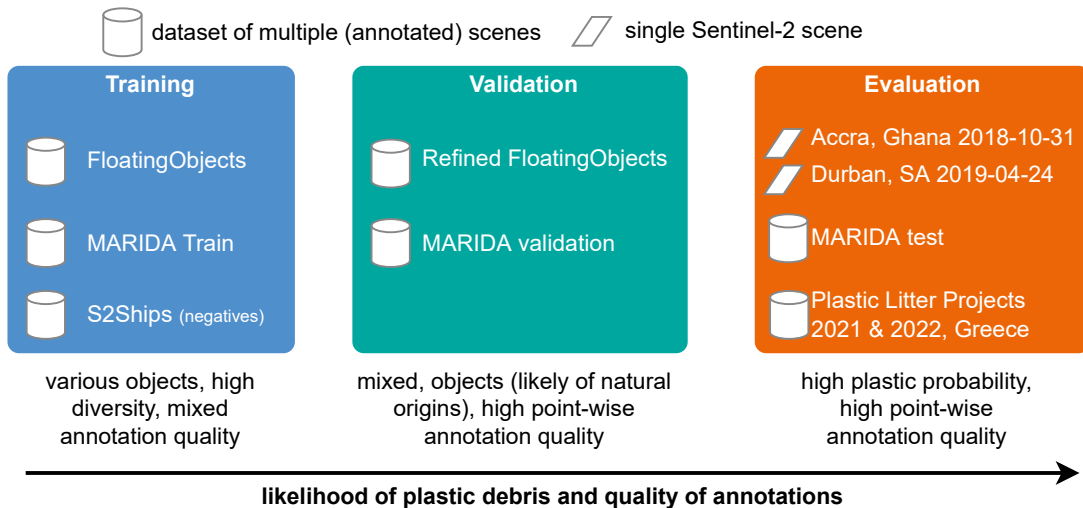 dataset of multiple (annotated) scenes
single Sentinel-2 scene
Training
FloatingObjects
MARIDA Train
S2Ships (negatives)
Validation
Refined FloatingObjects
MARIDA validation
Evaluation
Accra, Ghana 2018-10-31
Durban, SA 2019-04-24
MARIDA test
Plastic Litter Projects
2021 & 2022, Greece
various objects, high
diversity, mixed
annotation quality
mixed, objects (likely of natural
origins), high point-wise
annotation quality
high plastic probability,
high point-wise
annotation quality
likelihood of plastic debris and quality of annotations